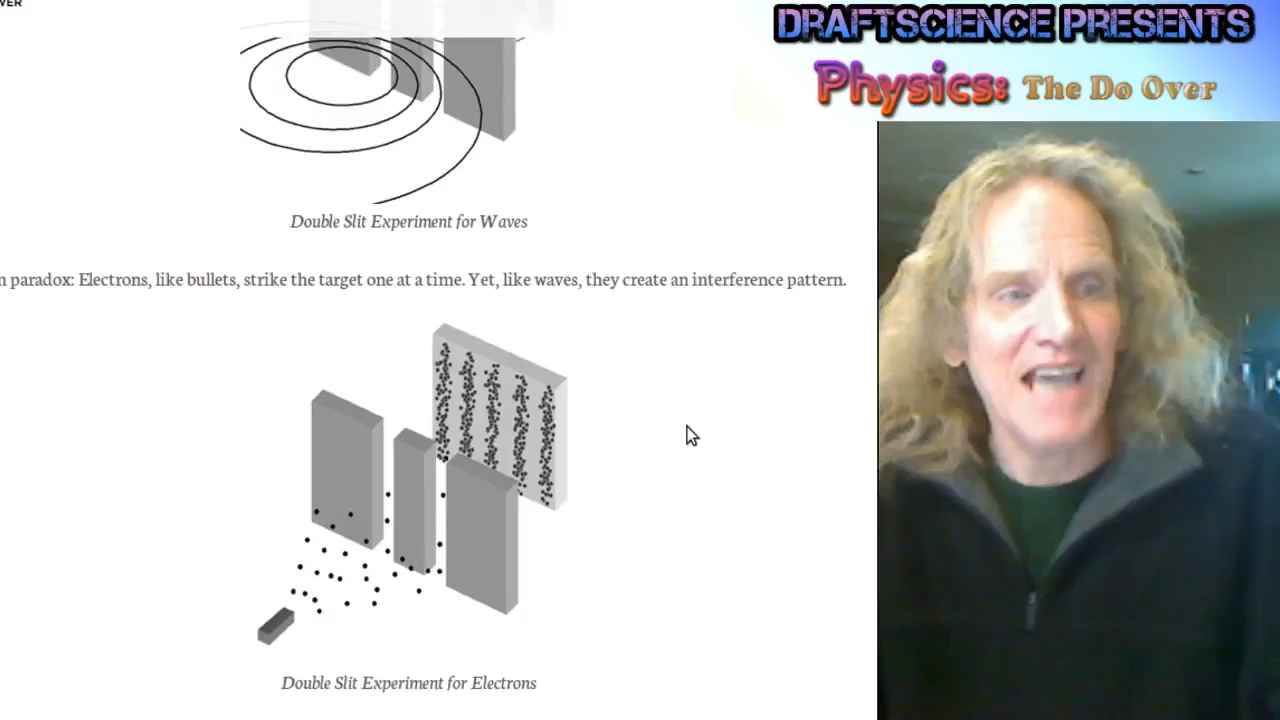 VER
DRAFTSCIENCE PRESENTS
Physics: The Do Over
Double Slit Experiment for Waves
n paradox: Electrons, like bullets, strike the target one at a time. Yet, like waves, they create an interference pattern.
Double Slit Experiment for Electrons